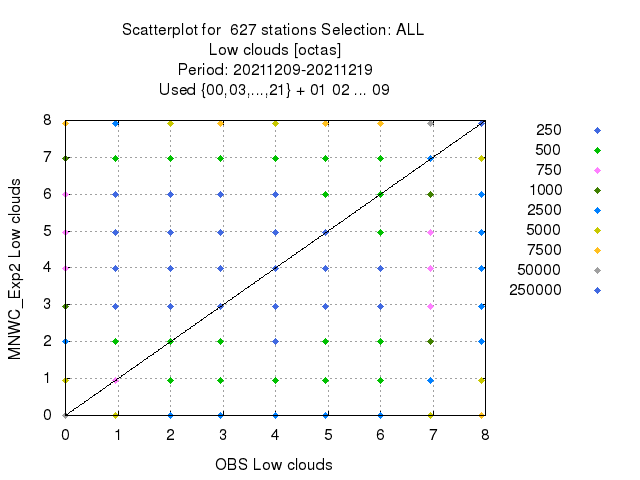 Scatterplot for  627 stations Selection: ALL
Low clouds [octas]
Period: 20211209-20211219
Used {00,03,...,21} + 01 02 ... 09
MNWC_Exp2 Low clouds
8
7
6
5
4
3
2
1
0
0 1 2 3 4 5 6 7 8
OBS Low clouds
250
500
750
1000
2500
5000
7500
50000
250000